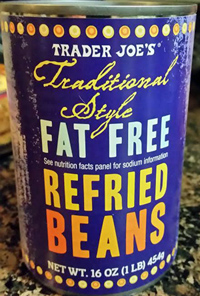 TRADER JOE'S®
Traditional
Style
FAT FREE
See nutrition facts panel for sodium information
REFRIED
BEANS
NET WT. 16 OZ (1 LB) 454g